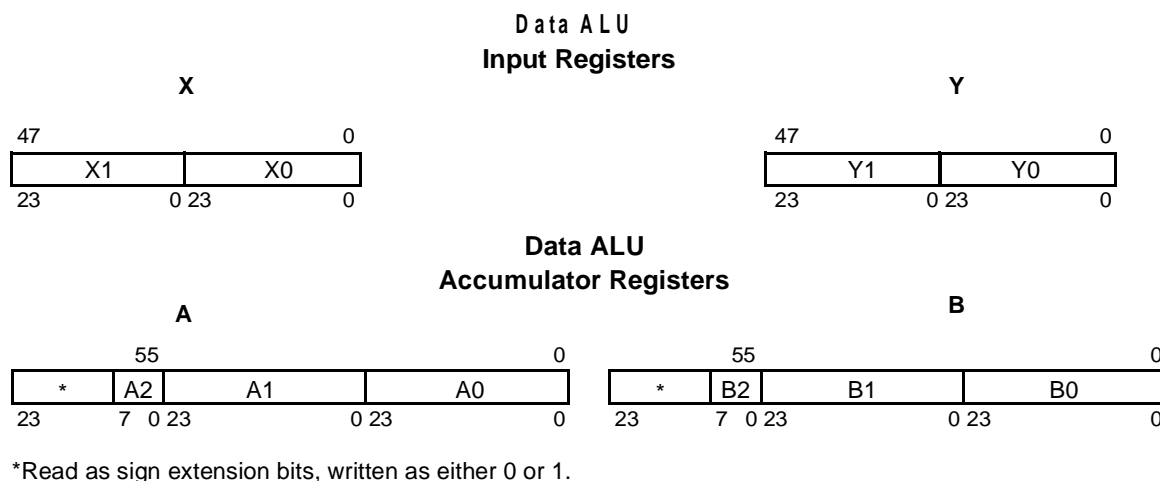 Data ALU
Input Registers
X Y
47 0 47 0
X1 X0 Y1 Y0
23 0 23 0 23 0 23 0
Data ALU
Accumulator Registers
A B
55 0 55 0
* A2 A1 A0 * B2 B1 B0
23 7 0 23 0 23 0 23 7 0 23 0 23 0
*Read as sign extension bits, written as either 0 or 1.